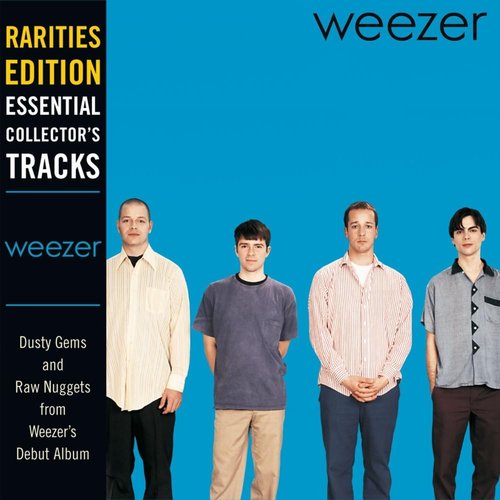 weezer
RARITIES
EDITION
ESSENTIAL
COLLECTOR'S
TRACKS
weezer
Dusty Gems
and
Raw Nuggets
from
Weezer's
Debut Album